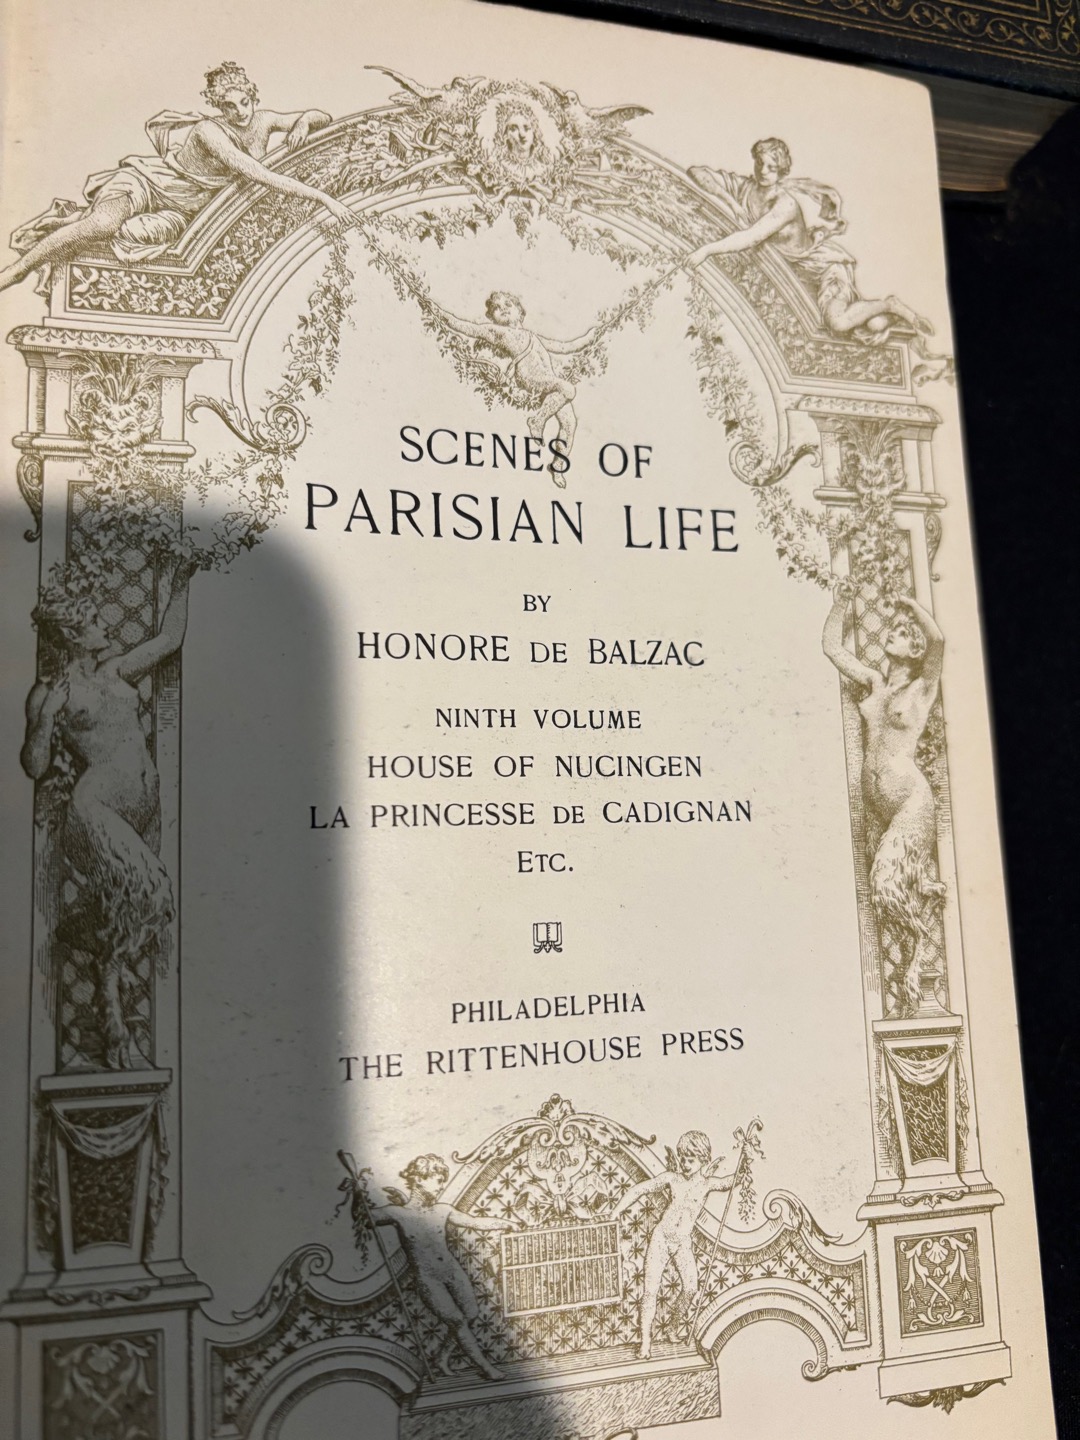 SCENES OF
PARISIAN LIFE
BY
HONORE DE BALZAC
NINTH VOLUME
HOUSE OF NUCINGEN
LA PRINCESSE DE CADIGNAN
ETC.
PHILADELPHIA
THE RITTENHOUSE PRESS